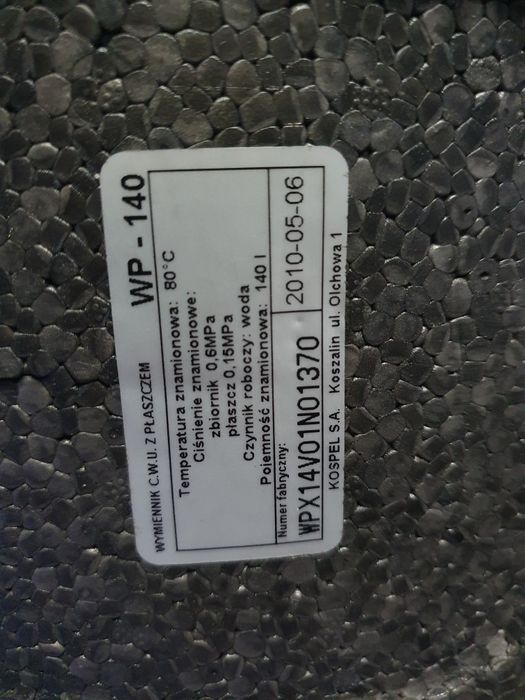 WYMIENNIK C.W.U. Z PŁASZCZEM WP - 140
Temperatura znamionowa: 80°C
Ciśnienie znamionowe:
zbiornik 0,6MPa
płaszcz 0,15MPa
Czynnik roboczy: woda
Pojemność znamionowa: 140 l
Numer fabryczny:
WPX14V01N01370 2010-05-06
KOSPEL S.A. Koszalin ul. Olchowa 1